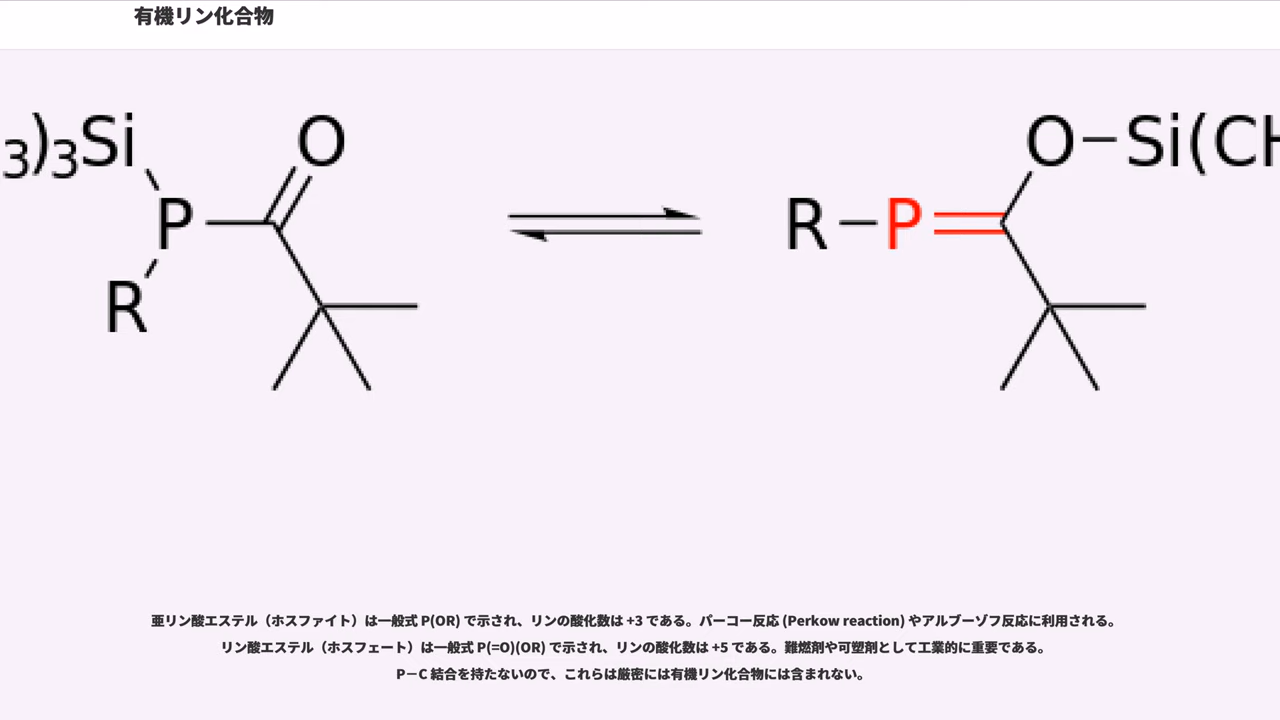 有機リン化合物
3)3Si
O
O–Si(CH
P
R–P
R
亜リン酸エステル（ホスファイト）は一般式 P(OR) で示され、リンの酸化数は +3 である。パーコー反応 (Perkow reaction) やアルブーゾフ反応に利用される。
リン酸エステル（ホスフェート）は一般式 P(=O)(OR) で示され、リンの酸化数は +5 である。難燃剤や可塑剤として工業的に重要である。
P－C 結合を持たないので、これらは厳密には有機リン化合物には含まれない。